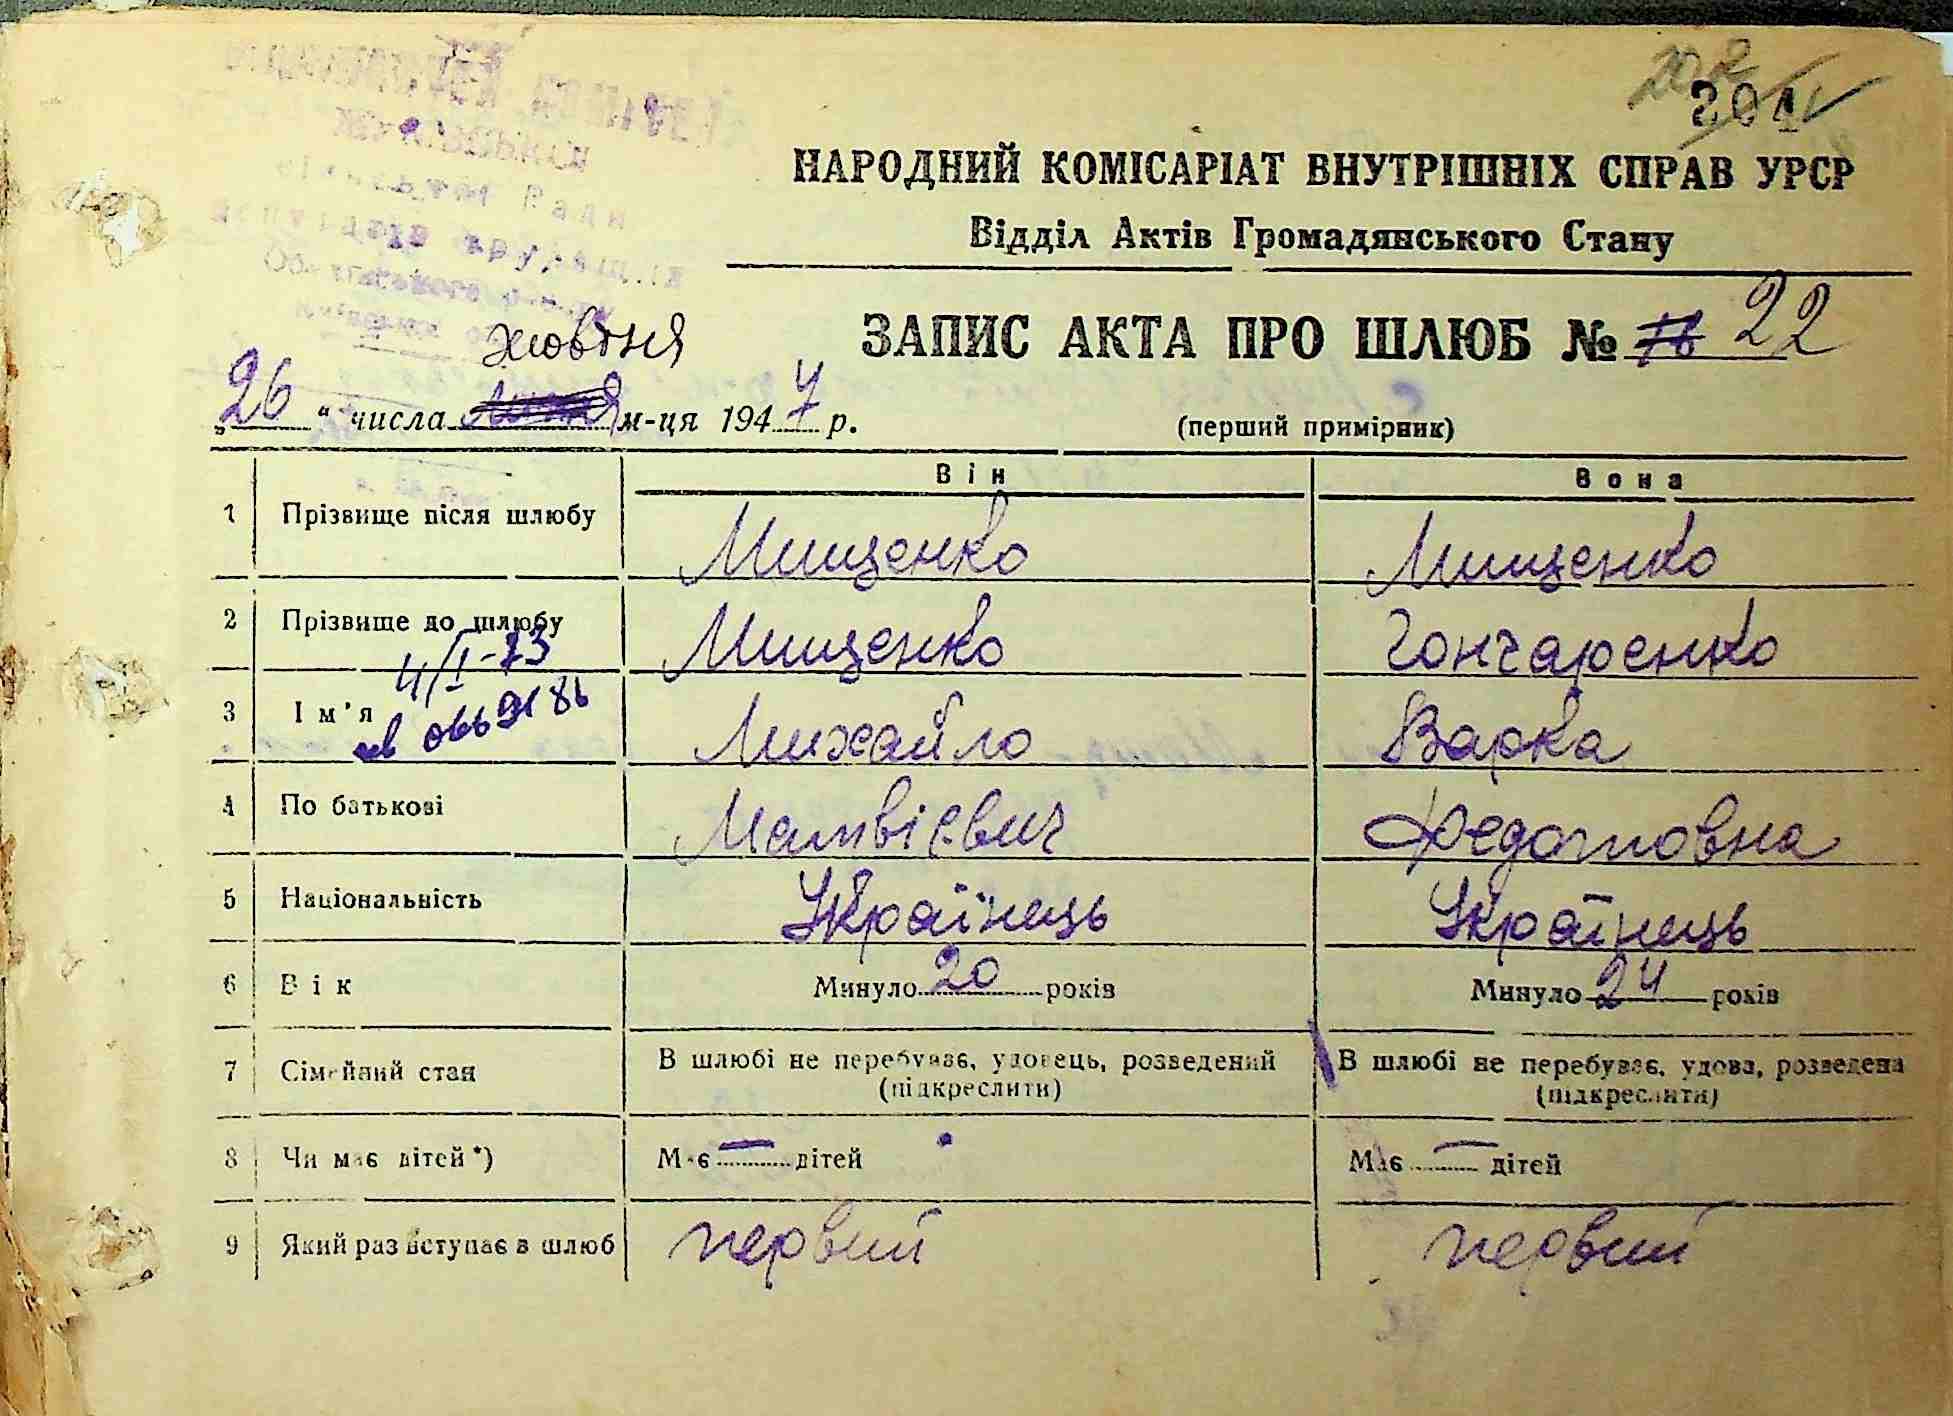 202
201
НАРОДНИЙ КОМІСАРІАТ ВНУТРІШНІХ СПРАВ УРСР
Відділ Актів Громадянського Стану
ЗАПИС АКТА ПРО ШЛЮБ № 22
жовтня
„26“ числа м-ця 1947 р.
(перший примірник)
Він Вона
1 Прізвище після шлюбу Мищенко Мищенко
2 Прізвище до шлюбу Мищенко Гончаренко
4/I-73
3 Ім'я Михайло Варка
4 По батькові Матвієвич Федотовна
5 Національність Українець Українець
6 Вік Минуло 20 років Минуло 24 років
7 Сімейний стан В шлюбі не перебуває, удовець, розведений В шлюбі не перебуває, удова, розведена
(підкреслити) (підкреслити)
8 Чи має дітей*) Має — дітей Має — дітей
9 Який раз вступає в шлюб первий первий